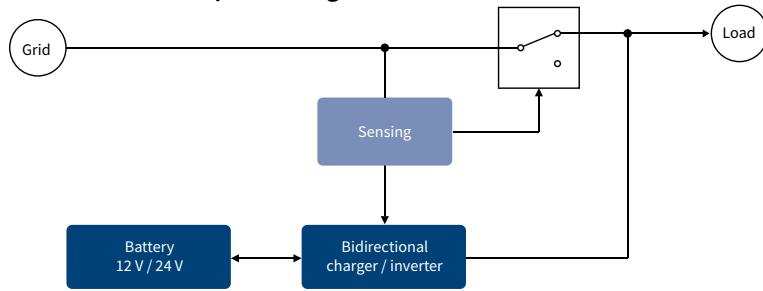 Grid
Load
Sensing
Battery
12 V / 24 V
Bidirectional
charger / inverter